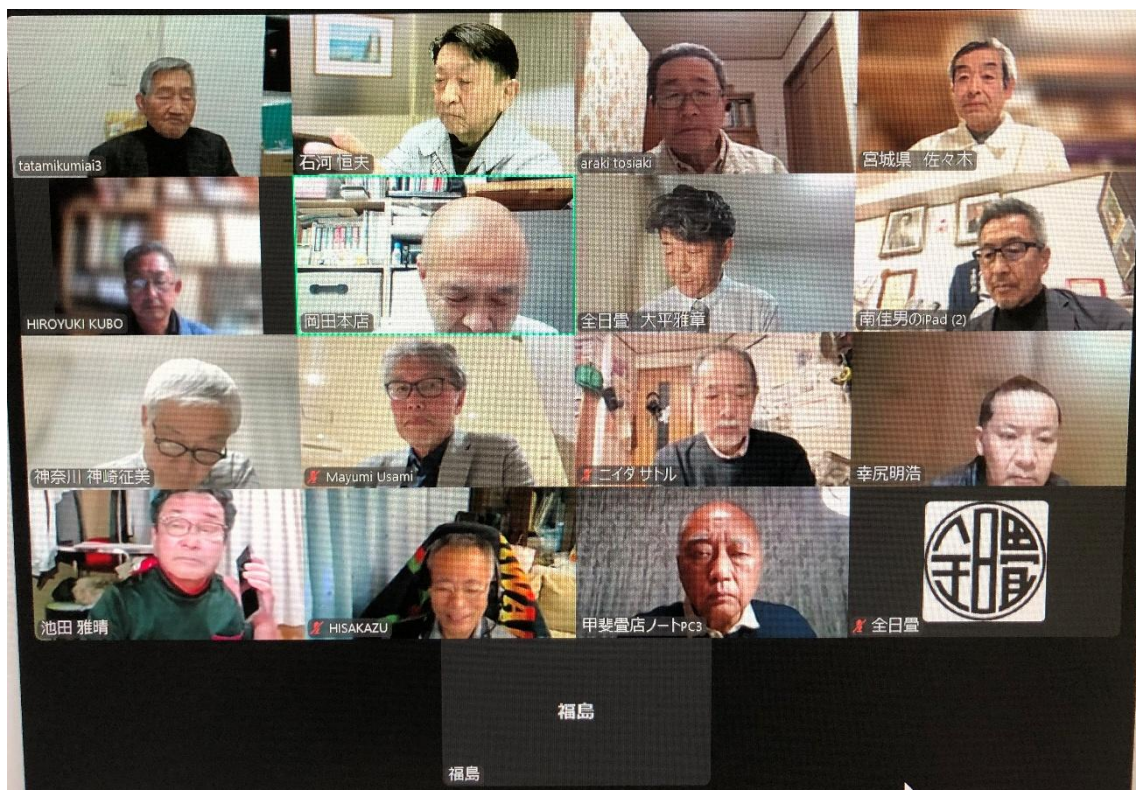 tatamikumiai3
石河 恒夫
araki tosiaki
宮城県 佐々木
HIROYUKI KUBO
岡田本店
全日畳 大平雅章
南佳男のiPad (2)
神奈川 神崎征美
Mayumi Usami
ニイダ サトル
幸尻明浩
池田 雅晴
HISAKAZU
甲斐畳店ノートPC3
全日畳
福島
福島